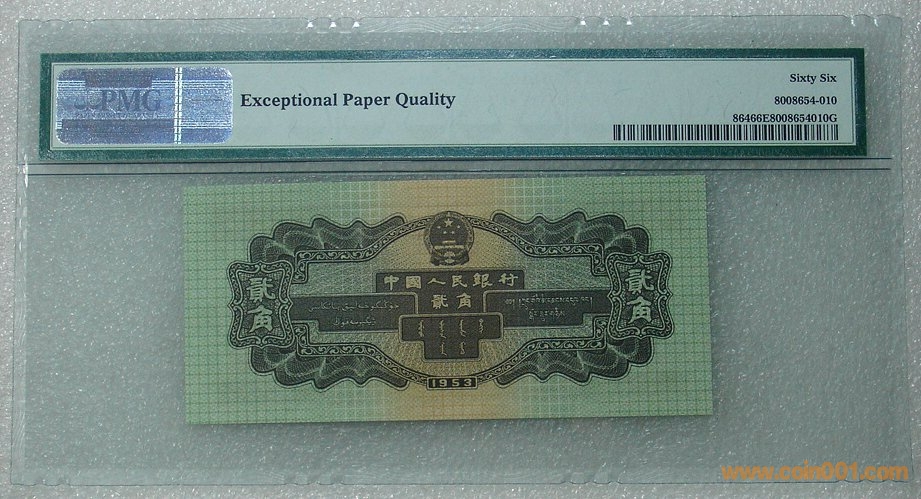 PMG
Exceptional Paper Quality
Sixty Six
8008654-010
86466E8008654010G
中國人民銀行
貳角
貳角
貳角
1953
www.coin001.com